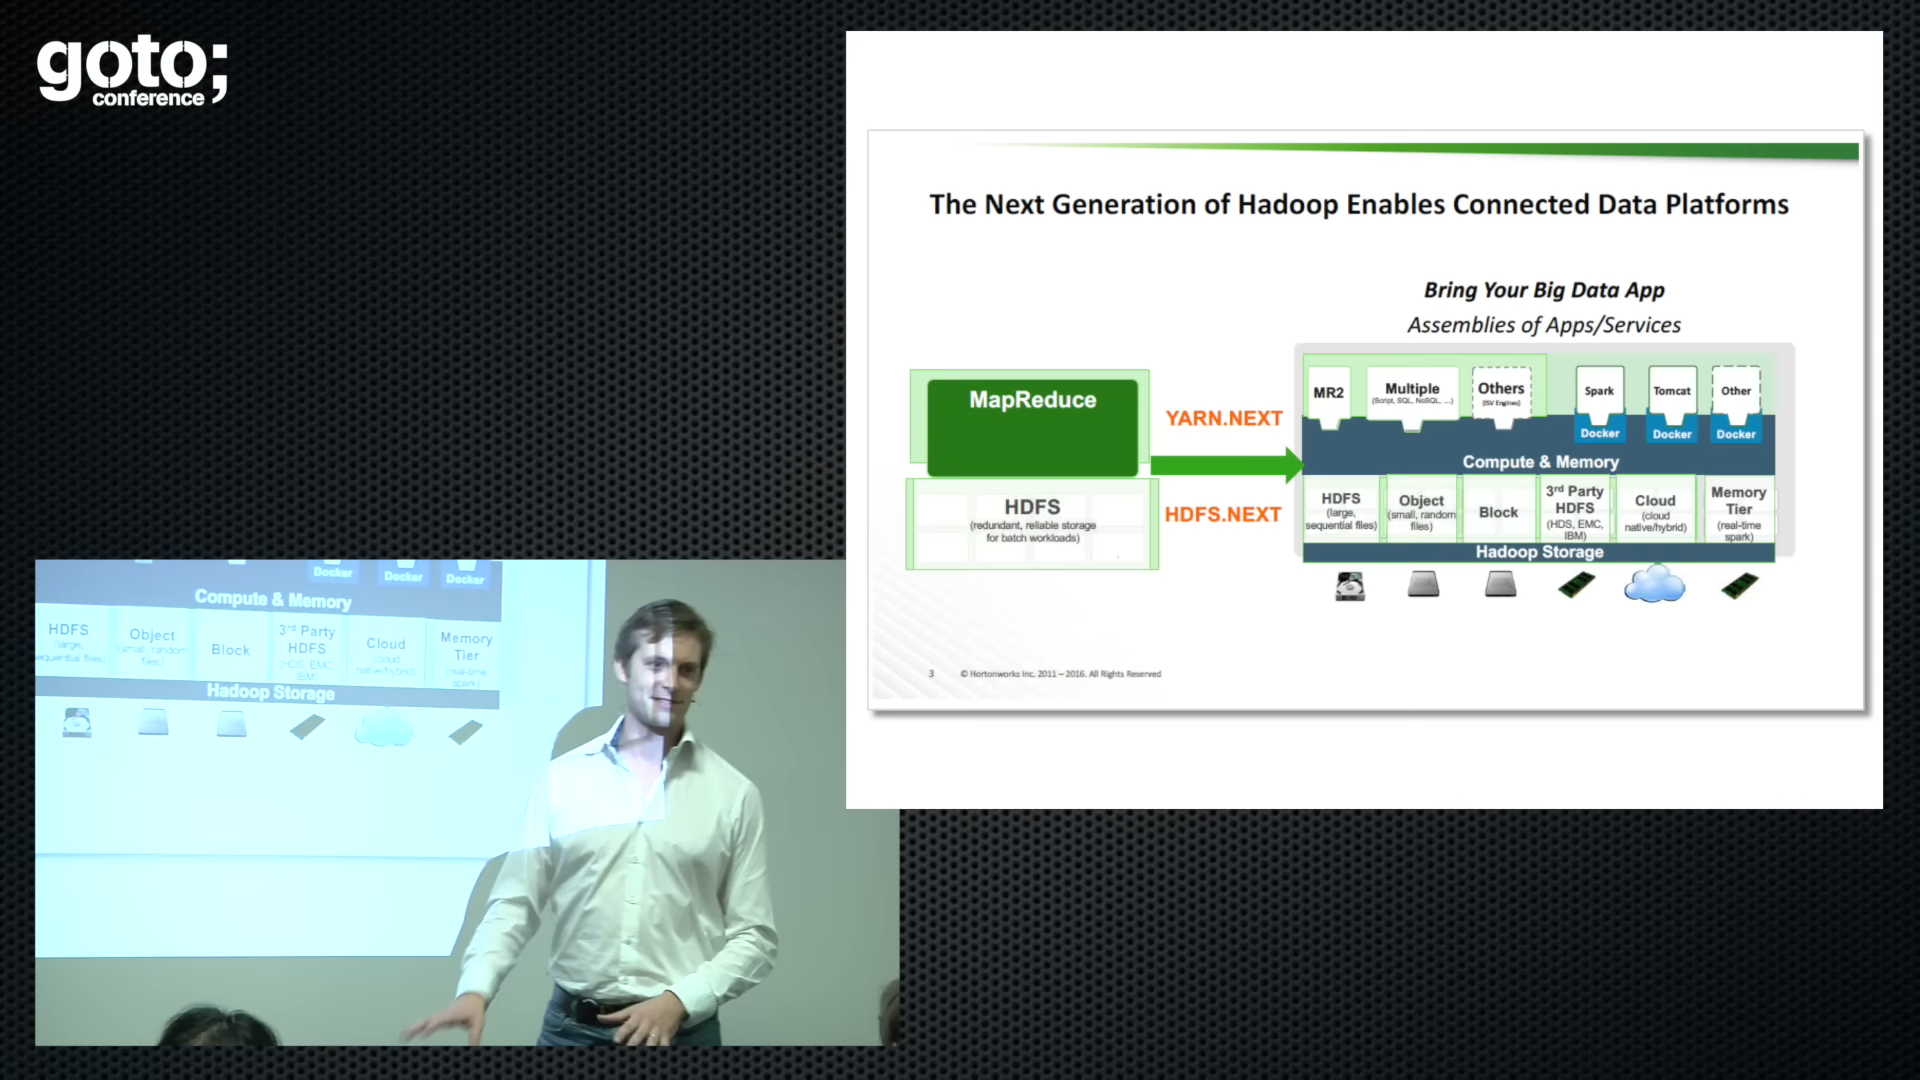 goto;
conference
The Next Generation of Hadoop Enables Connected Data Platforms
Bring Your Big Data App
Assemblies of Apps/Services
MapReduce
HDFS
(redundant, reliable storage
for batch workloads)
YARN.NEXT
HDFS.NEXT
MR2
Multiple
(Script, SQL, NoSQL, ...)
Others
(ISV Engines)
Spark
Tomcat
Other
Docker
Docker
Docker
Compute & Memory
HDFS
(large,
sequential files)
Object
(small, random
files)
Block
3rd Party
HDFS
(HDS, EMC,
IBM)
Cloud
(cloud
native/hybrid)
Memory
Tier
(real-time
spark)
Hadoop Storage
3
© Hortonworks Inc. 2011 – 2016. All Rights Reserved
Docker
Docker
Docker
Compute & Memory
HDFS
(large,
sequential files)
Object
(small, random
files)
Block
3rd Party
HDFS
(HDS, EMC,
IBM)
Cloud
(cloud
native/hybrid)
Memory
Tier
(real-time
spark)
Hadoop Storage